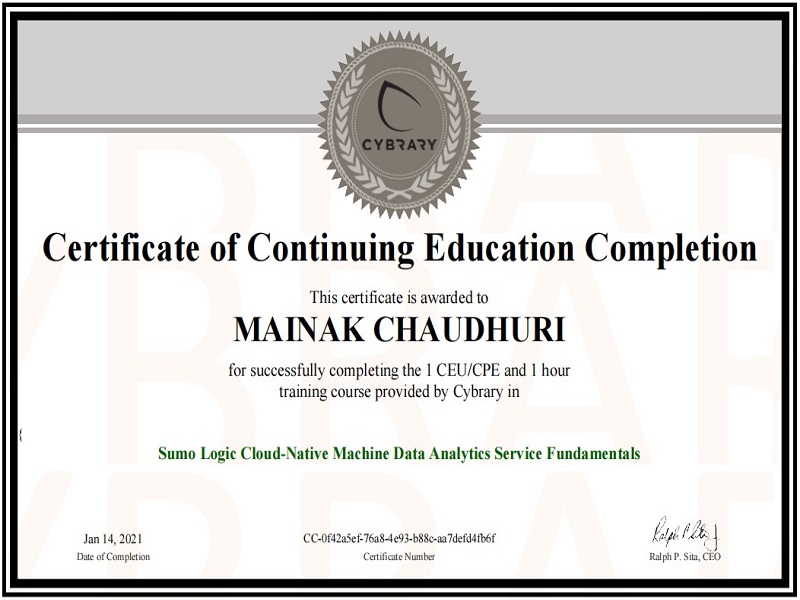 CYBRARY
Certificate of Continuing Education Completion
This certificate is awarded to
MAINAK CHAUDHURI
for successfully completing the 1 CEU/CPE and 1 hour
training course provided by Cybrary in
Sumo Logic Cloud-Native Machine Data Analytics Service Fundamentals
Jan 14, 2021
Date of Completion
CC-0f42a5ef-76a8-4e93-b88c-aa7defd4fb6f
Certificate Number
Ralph P. Sita, CEO